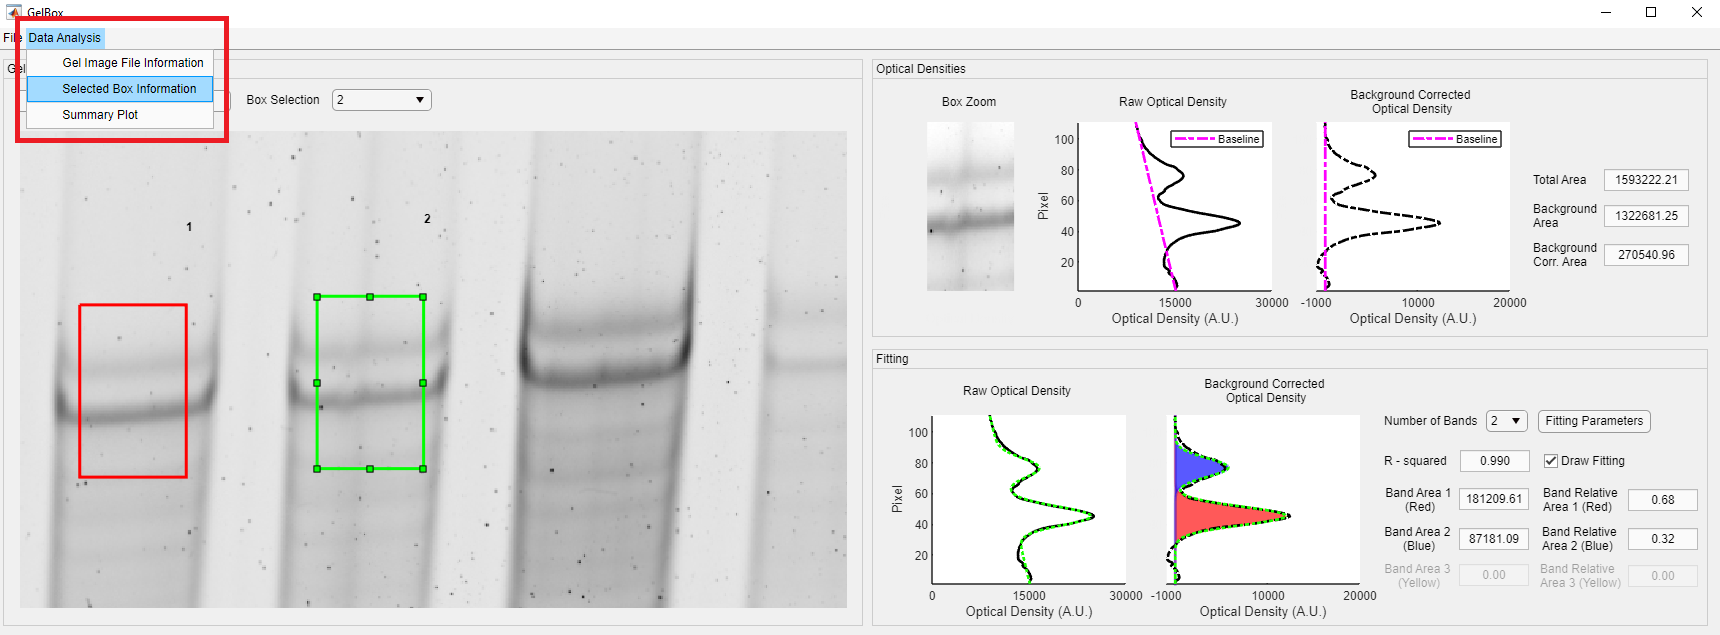 GelBox
File Data Analysis
Gel Image File Information
Selected Box Information
Summary Plot
Gel
Box Selection 2
1
2
Optical Densities
Box Zoom
Raw Optical Density
Baseline
100
80
60
40
20
Pixel
0 15000 30000
Optical Density (A.U.)
Background Corrected
Optical Density
Baseline
-1000 10000 20000
Optical Density (A.U.)
Total Area 1593222.21
Background
Area 1322681.25
Background
Corr. Area 270540.96
Fitting
Raw Optical Density
100
80
60
40
20
Pixel
0 15000 30000
Optical Density (A.U.)
Background Corrected
Optical Density
-1000 10000 20000
Optical Density (A.U.)
Number of Bands 2 Fitting Parameters
R - squared 0.990 Draw Fitting
Band Area 1
(Red) 181209.61
Band Relative
Area 1 (Red) 0.68
Band Area 2
(Blue) 87181.09
Band Relative
Area 2 (Blue) 0.32
Band Area 3
(Yellow) 0.00
Band Relative
Area 3 (Yellow) 0.00